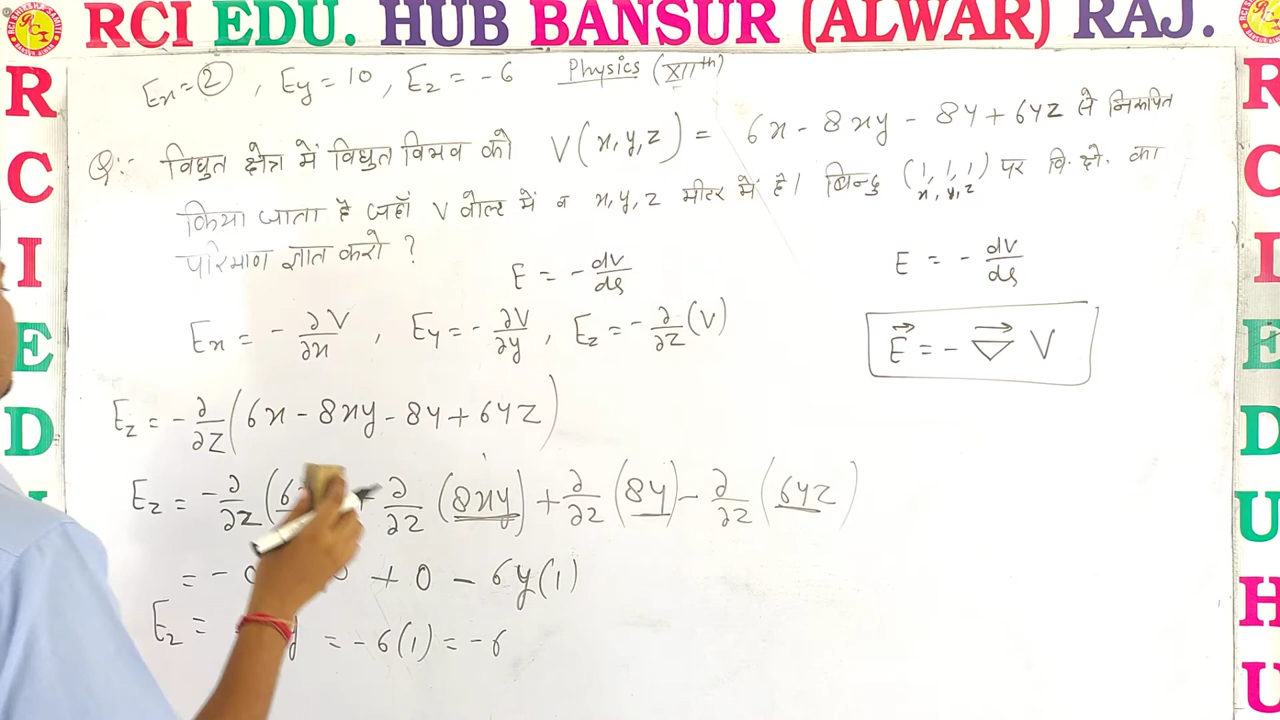 RCI EDU. HUB BANSUR (ALWAR) RAJ.
R
C
I
E
D
R
C
I
E
D
U
H
U
Ex = 2 , Ey = 10 , Ez = -6 Physics (XIIth)
Q:- विधुत क्षेत्र में विधुत विभव को V(x,y,z) = 6x - 8xy - 8y + 6yz से निरूपित
किया जाता है जहाँ V वोल्ट में व x,y,z मीटर में है। बिन्दु (1,1,1) पर वि. क्षे. का
x, y, z
परिमाण ज्ञात करो ?
E = - dV/ds
E = - dV/ds
Ex = - ∂V/∂x , Ey = - ∂V/∂y , Ez = - ∂/∂z (V)
E⃗ = - ▽⃗ V
Ez = - ∂/∂z (6x - 8xy - 8y + 6yz)
Ez = - ∂/∂z (6 ∂/∂z (8xy) + ∂/∂z (8y) - ∂/∂z (6yz)
= - 0 + 0 - 6y(1)
Ez = = -6(1) = -6